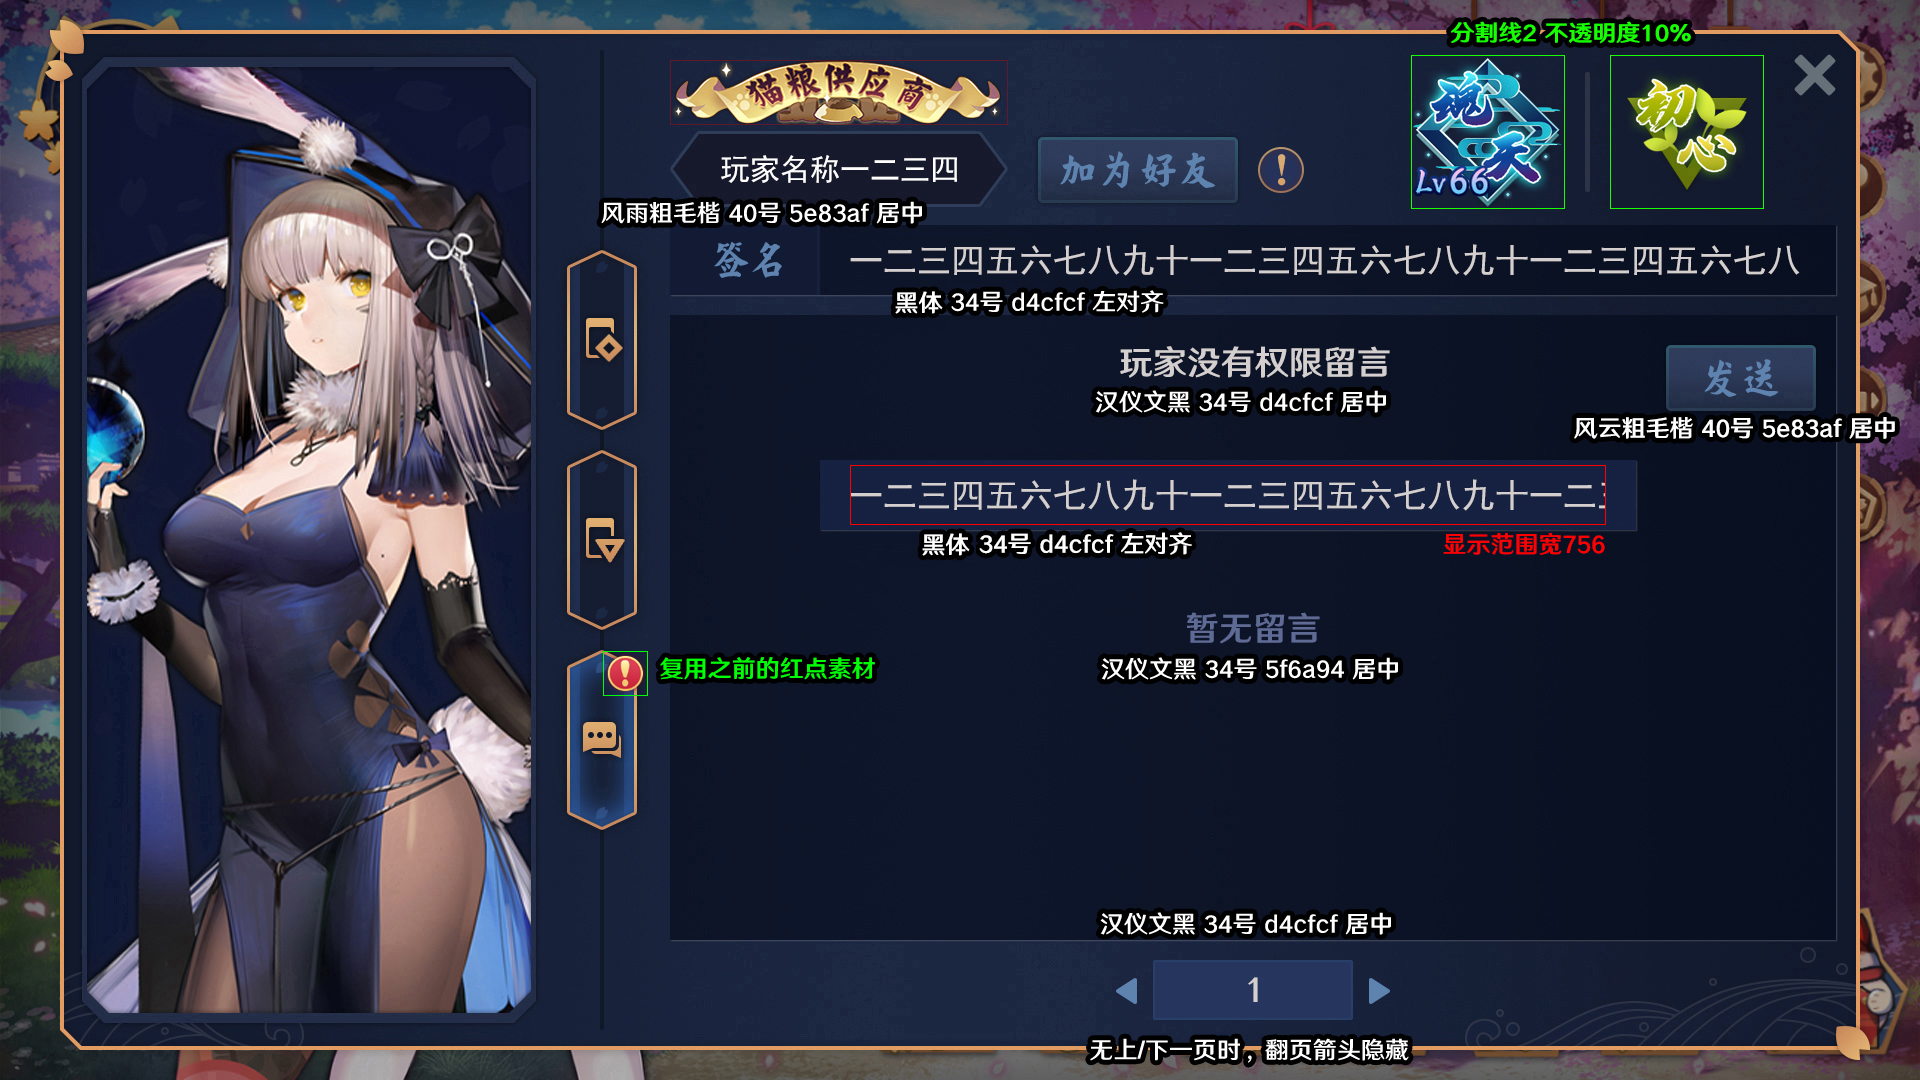 分割线2 不透明度10%
猫粮供应商
魂天
Lv66
初心
玩家名称一二三四
加为好友
风雨粗毛楷 40号 5e83af 居中
签名
一二三四五六七八九十一二三四五六七八九十一二三四五六七八
黑体 34号 d4cfcf 左对齐
玩家没有权限留言
发送
汉仪文黑 34号 d4cfcf 居中
风云粗毛楷 40号 5e83af 居中
一二三四五六七八九十一二三四五六七八九十一二三
黑体 34号 d4cfcf 左对齐
显示范围宽756
暂无留言
复用之前的红点素材
汉仪文黑 34号 5f6a94 居中
汉仪文黑 34号 d4cfcf 居中
1
无上/下一页时，翻页箭头隐藏